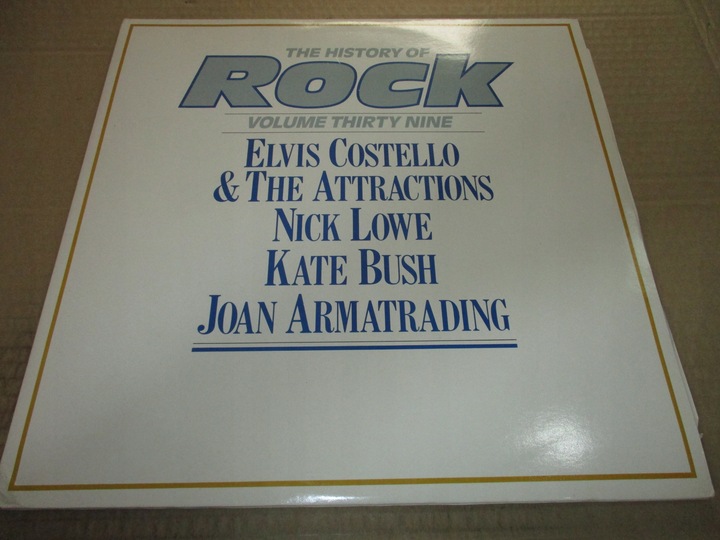 THE HISTORY OF
ROCK
VOLUME THIRTY NINE
ELVIS COSTELLO
& THE ATTRACTIONS
NICK LOWE
KATE BUSH
JOAN ARMATRADING